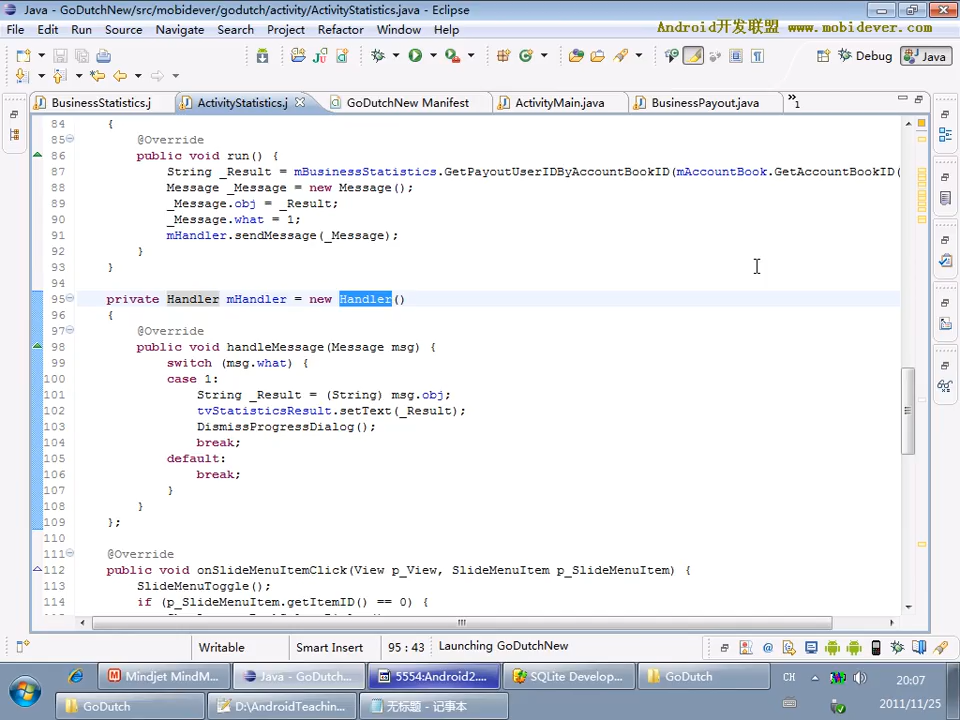 Java - GoDutchNew/src/mobidever/godutch/activity/ActivityStatistics.java - Eclipse
File Edit Run Source Navigate Search Project Refactor Window Help
Android开发联盟 www.mobidever.com
Debug Java
BusinessStatistics.j ActivityStatistics.j GoDutchNew Manifest ActivityMain.java BusinessPayout.java »1
84 {
85 @Override
86 public void run() {
87 String _Result = mBusinessStatistics.GetPayoutUserIDByAccountBookID(mAccountBook.GetAccountBookID(
88 Message _Message = new Message();
89 _Message.obj = _Result;
90 _Message.what = 1;
91 mHandler.sendMessage(_Message);
92 }
93 }
94
95 private Handler mHandler = new Handler()
96 {
97 @Override
98 public void handleMessage(Message msg) {
99 switch (msg.what) {
100 case 1:
101 String _Result = (String) msg.obj;
102 tvStatisticsResult.setText(_Result);
103 DismissProgressDialog();
104 break;
105 default:
106 break;
107 }
108 }
109 };
110
111 @Override
112 public void onSlideMenuItemClick(View p_View, SlideMenuItem p_SlideMenuItem) {
113 SlideMenuToggle();
114 if (p_SlideMenuItem.getItemID() == 0) {
Writable Smart Insert 95 : 43 Launching GoDutchNew
Mindjet MindM... Java - GoDutch... 5554:Android2.... SQLite Develop... GoDutch CH 20:07
GoDutch D:\AndroidTeachin... 无标题 - 记事本 2011/11/25